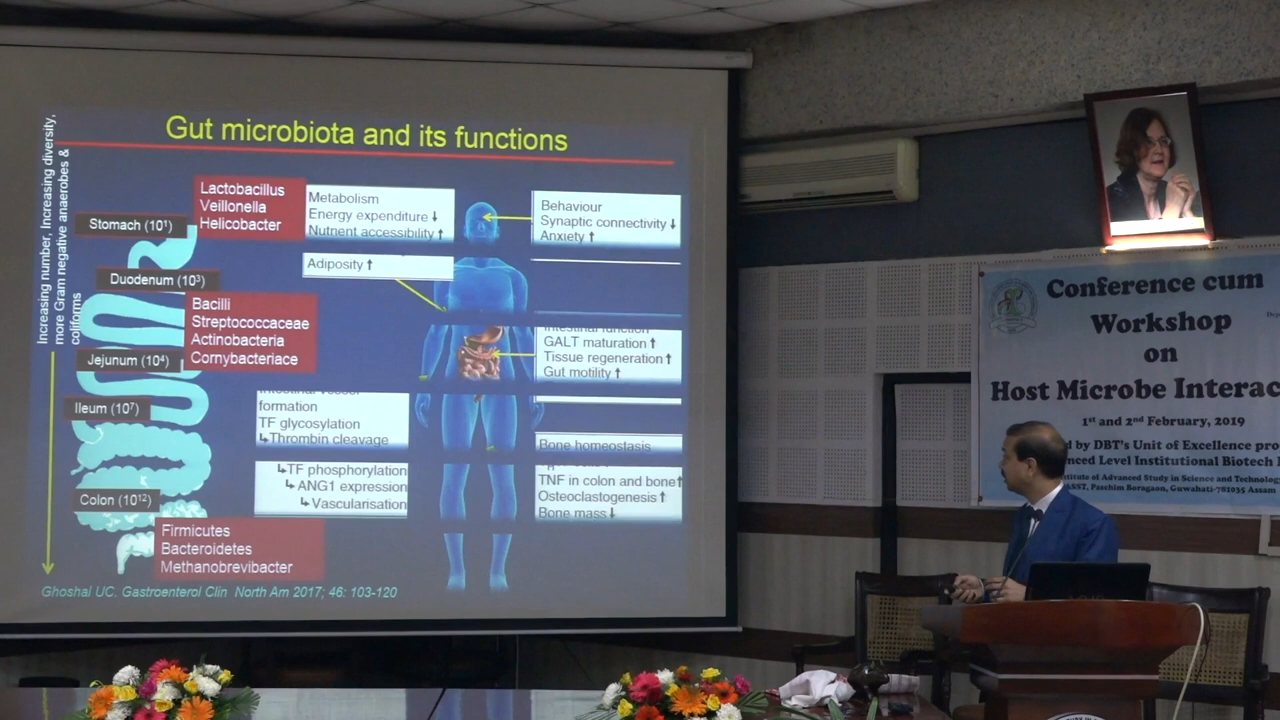 Gut microbiota and its functions
Increasing number, Increasing diversity,
more Gram negative anaerobes &
coliforms
Stomach (10¹)
Lactobacillus
Veillonella
Helicobacter
Duodenum (10³)
Bacilli
Streptococcaceae
Actinobacteria
Cornybacteriace
Jejunum (10⁴)
Ileum (10⁷)
Colon (10¹²)
Firmicutes
Bacteroidetes
Methanobrevibacter
Metabolism
Energy expenditure ↓
Nutrient accessibility ↑
Adiposity ↑
formation
TF glycosylation
↳Thrombin cleavage
↳TF phosphorylation
↳ANG1 expression
↳Vascularisation
Behaviour
Synaptic connectivity ↓
Anxiety ↑
Intestinal function
GALT maturation ↑
Tissue regeneration ↑
Gut motility ↑
Bone homeostasis
TNF in colon and bone↑
Osteoclastogenesis ↑
Bone mass↓
Ghoshal UC. Gastroenterol Clin North Am 2017; 46: 103-120
Conference cum
Workshop
on
Host Microbe Interac
1st and 2nd February, 2019
d by DBT's Unit of Excellence pro
nced Level Institutional Biotech
stitute of Advanced Study in Science and Technology
ASST, Paschim Boragaon, Guwahati-781035 Assam